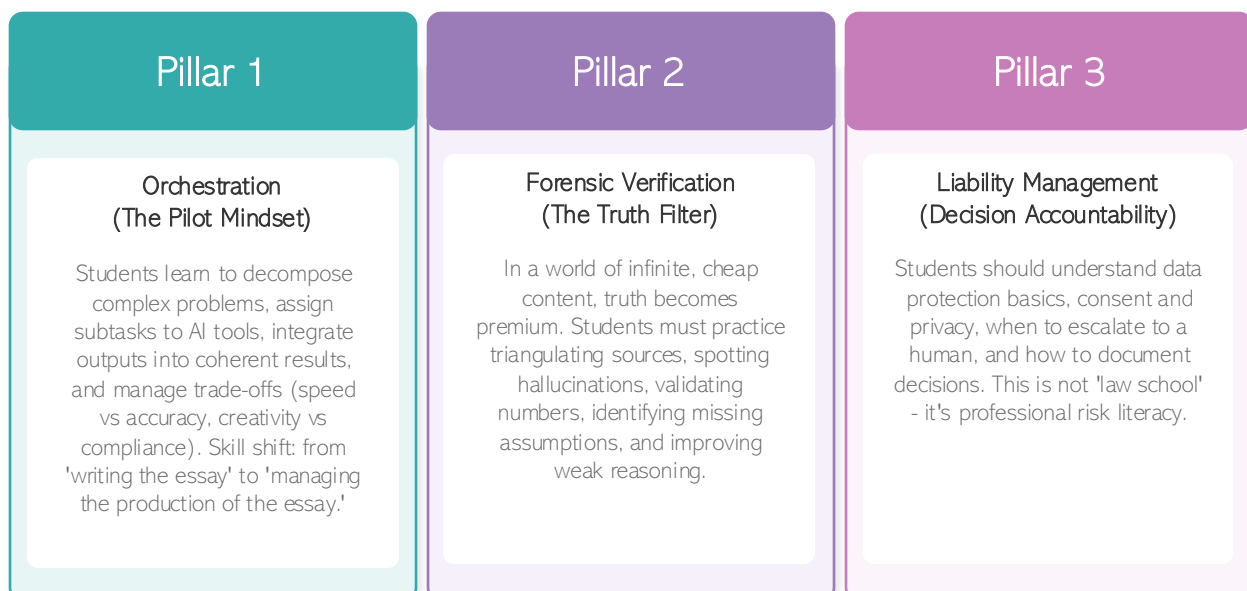 Pillar 1
Orchestration
(The Pilot Mindset)
Students learn to decompose
complex problems, assign
subtasks to AI tools, integrate
outputs into coherent results,
and manage trade-offs (speed
vs accuracy, creativity vs
compliance). Skill shift: from
'writing the essay' to 'managing
the production of the essay.'
Pillar 2
Forensic Verification
(The Truth Filter)
In a world of infinite, cheap
content, truth becomes
premium. Students must practice
triangulating sources, spotting
hallucinations, validating
numbers, identifying missing
assumptions, and improving
weak reasoning.
Pillar 3
Liability Management
(Decision Accountability)
Students should understand data
protection basics, consent and
privacy, when to escalate to a
human, and how to document
decisions. This is not 'law school'
- it's professional risk literacy.